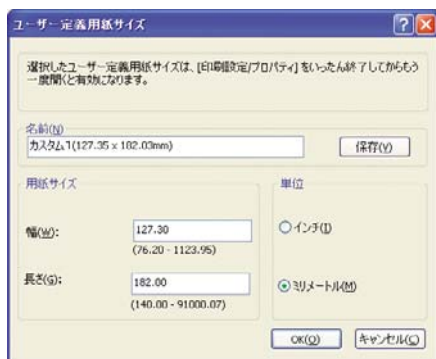 ユーザー定義用紙サイズ
選択したユーザー定義用紙サイズは、[印刷設定/プロパティ]をいったん終了してからもう
一度開くと有効になります。
名前(N)
カスタム1(127.35 x 182.03mm)
保存(V)
用紙サイズ
単位
幅(W):
127.30
インチ(I)
(76.20 - 1123.95)
長さ(G):
182.00
ミリメートル(M)
(140.00 - 91000.07)
OK(O)
キャンセル(C)